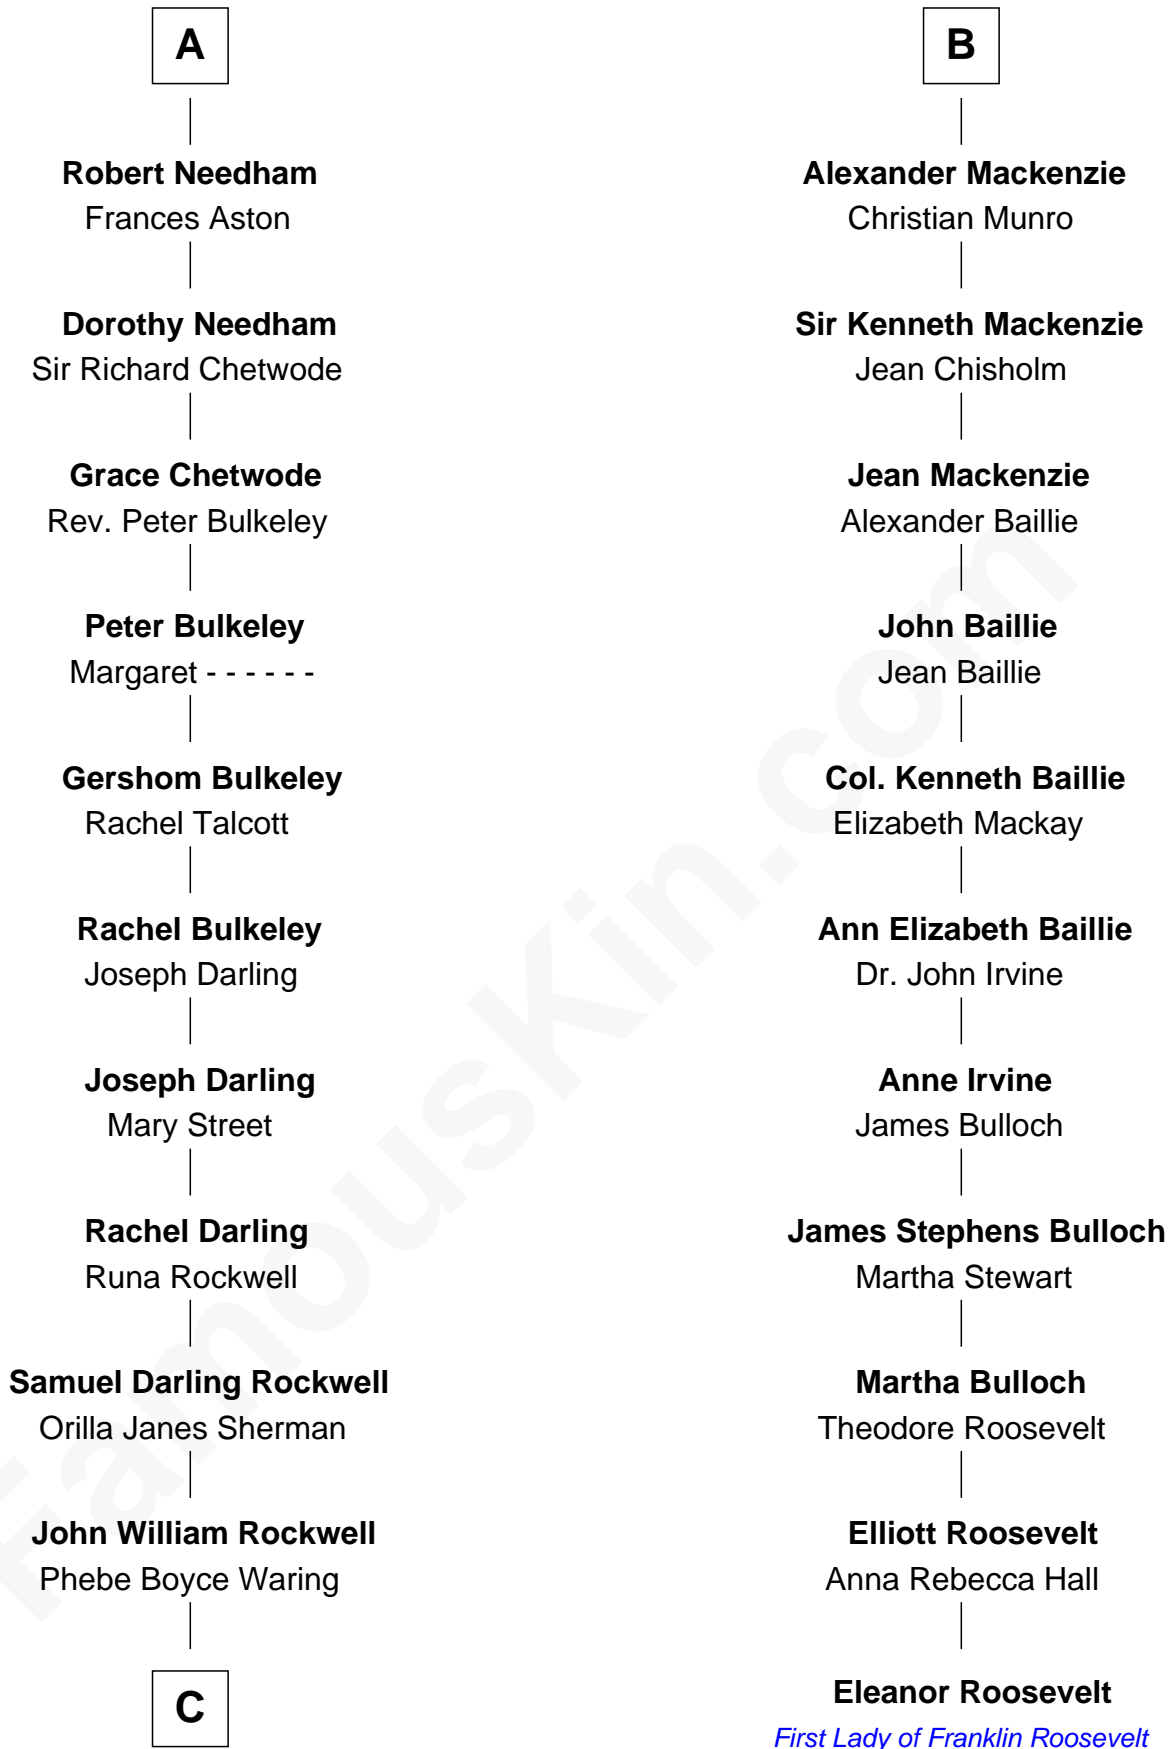 A
Robert Needham
Frances Aston
Dorothy Needham
Sir Richard Chetwode
Grace Chetwode
Rev. Peter Bulkeley
Peter Bulkeley
Margaret - - - - - -
Gershom Bulkeley
Rachel Talcott
Rachel Bulkeley
Joseph Darling
Joseph Darling
Mary Street
Rachel Darling
Runa Rockwell
Samuel Darling Rockwell
Orilla Janes Sherman
John William Rockwell
Phebe Boyce Waring
C
B
Alexander Mackenzie
Christian Munro
Sir Kenneth Mackenzie
Jean Chisholm
Jean Mackenzie
Alexander Baillie
John Baillie
Jean Baillie
Col. Kenneth Baillie
Elizabeth Mackay
Ann Elizabeth Baillie
Dr. John Irvine
Anne Irvine
James Bulloch
James Stephens Bulloch
Martha Stewart
Martha Bulloch
Theodore Roosevelt
Elliott Roosevelt
Anna Rebecca Hall
Eleanor Roosevelt
First Lady of Franklin Roosevelt
FamousKin.com